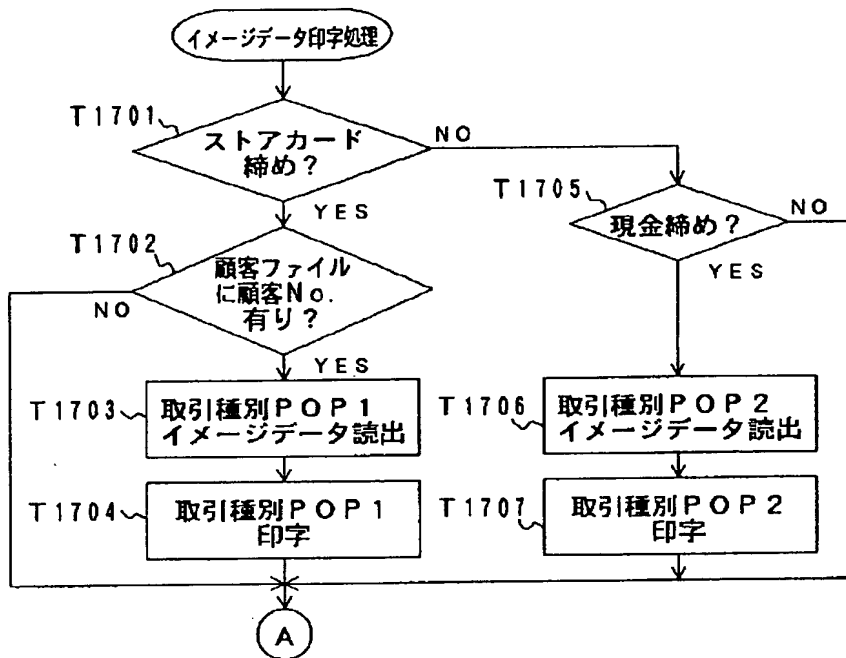 イメージデータ印字処理
T1701
ストアカード
締め?
NO
YES
T1702
顧客ファイル
に顧客No.
有り?
NO
YES
T1703
取引種別POP1
イメージデータ読出
T1704
取引種別POP1
印字
T1705
現金締め?
NO
YES
T1706
取引種別POP2
イメージデータ読出
T1707
取引種別POP2
印字
A